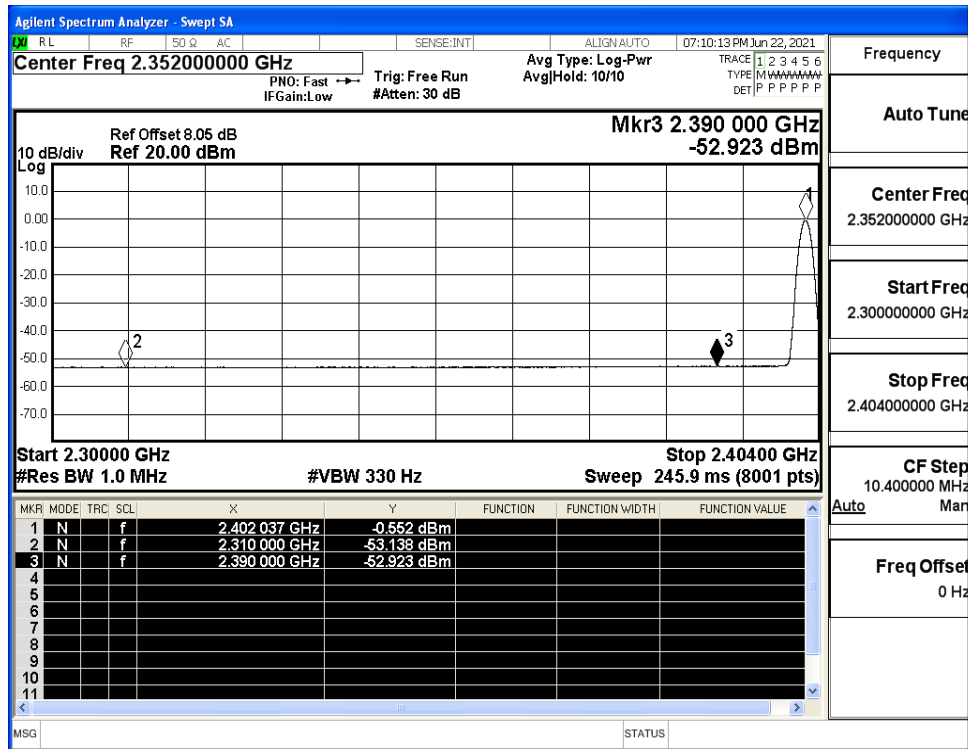 Agilent Spectrum Analyzer - Swept SA
LXI RL RF 50 Ω AC SENSE:INT ALIGN AUTO 07:10:13 PM Jun 22, 2021
Center Freq 2.352000000 GHz
PNO: Fast
IFGain:Low
Trig: Free Run
#Atten: 30 dB
Avg Type: Log-Pwr
Avg|Hold: 10/10
TRACE 1 2 3 4 5 6
TYPE M WWWWW
DET P P P P P P
Ref Offset 8.05 dB
10 dB/div Ref 20.00 dBm
Log
Mkr3 2.390 000 GHz
-52.923 dBm
10.0
0.00
-10.0
-20.0
-30.0
-40.0
-50.0
-60.0
-70.0
1
2
3
Start 2.30000 GHz Stop 2.40400 GHz
#Res BW 1.0 MHz #VBW 330 Hz Sweep 245.9 ms (8001 pts)
MKR MODE TRC SCL X Y FUNCTION FUNCTION WIDTH FUNCTION VALUE
1 N f 2.402 037 GHz -0.552 dBm
2 N f 2.310 000 GHz -53.138 dBm
3 N f 2.390 000 GHz -52.923 dBm
4
5
6
7
8
9
10
11
MSG STATUS
Frequency
Auto Tune
Center Freq
2.352000000 GHz
Start Freq
2.300000000 GHz
Stop Freq
2.404000000 GHz
CF Step
10.400000 MHz
Auto Man
Freq Offset
0 Hz